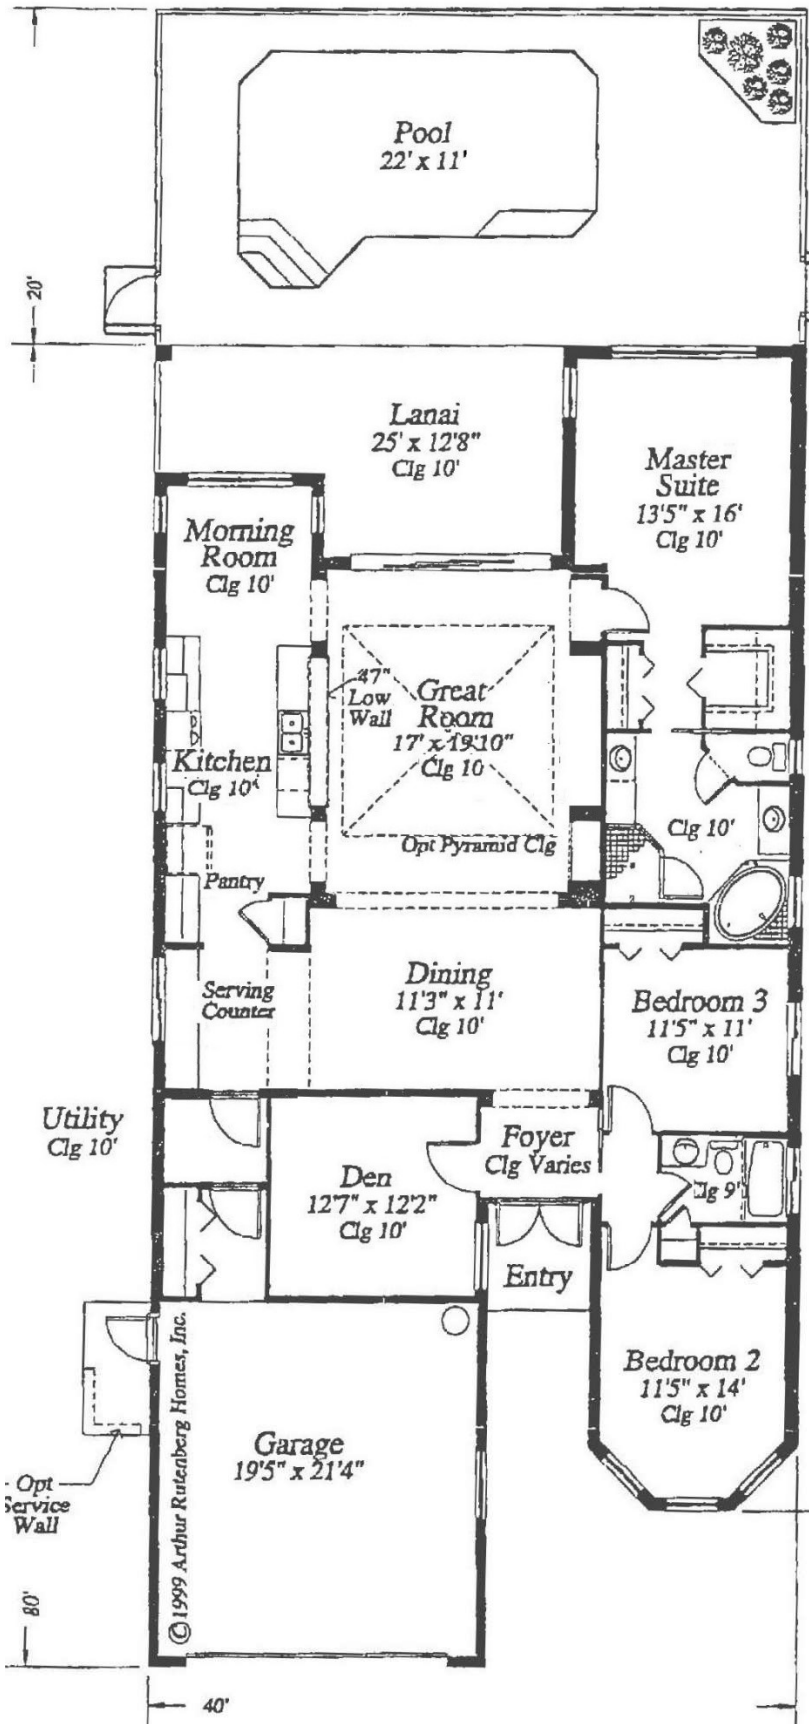 Pool
22' x 11'
20'
Lanai
25' x 12'8"
Clg 10'
Master
Suite
13'5" x 16'
Clg 10'
Morning
Room
Clg 10'
47"
Low
Wall
Great
Room
17' x 19'10"
Clg 10
Kitchen
Clg 10'
Clg 10'
Opt Pyramid Clg
Pantry
Serving
Counter
Dining
11'3" x 11'
Clg 10'
Bedroom 3
11'5" x 11'
Clg 10'
Utility
Clg 10'
Foyer
Clg Varies
Den
12'7" x 12'2"
Clg 10'
Clg 9'
Entry
Bedroom 2
11'5" x 14'
Clg 10'
©1999 Arthur Rutenberg Homes, Inc.
Garage
19'5" x 21'4"
Opt
Service
Wall
80'
40'